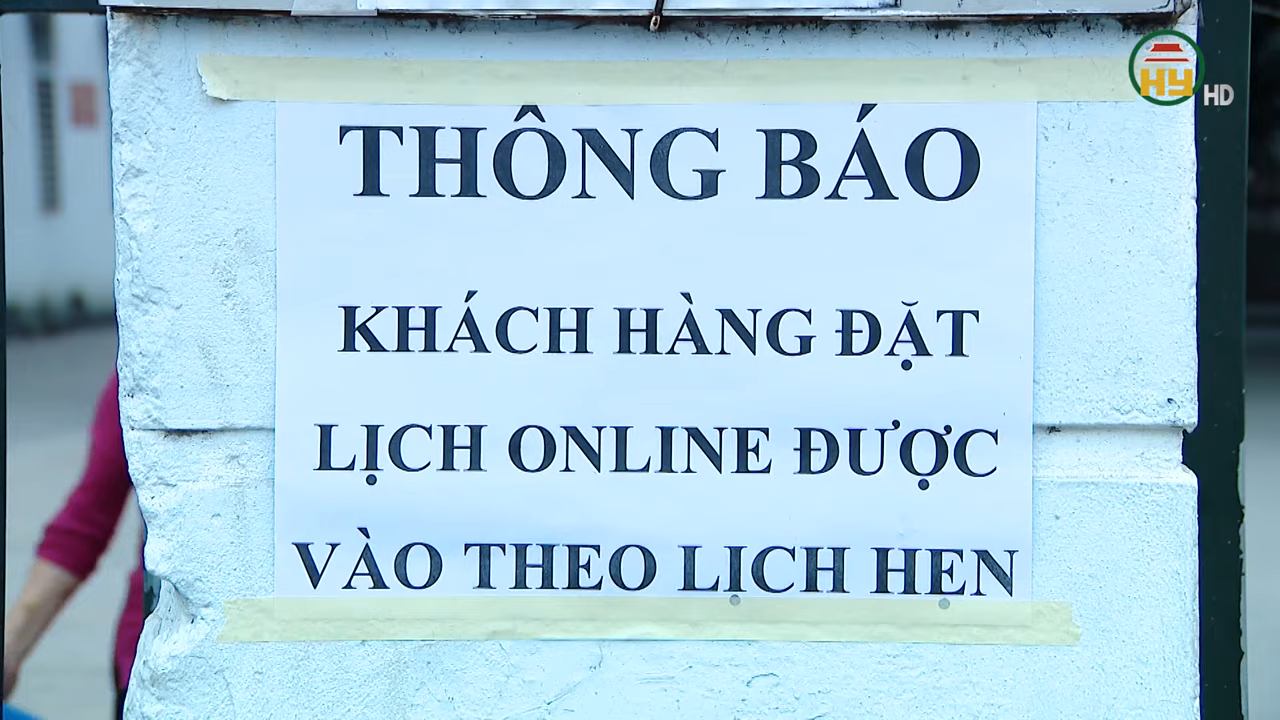 HY HD
THÔNG BÁO
KHÁCH HÀNG ĐẶT
LỊCH ONLINE ĐƯỢC
VÀO THEO LỊCH HẸN